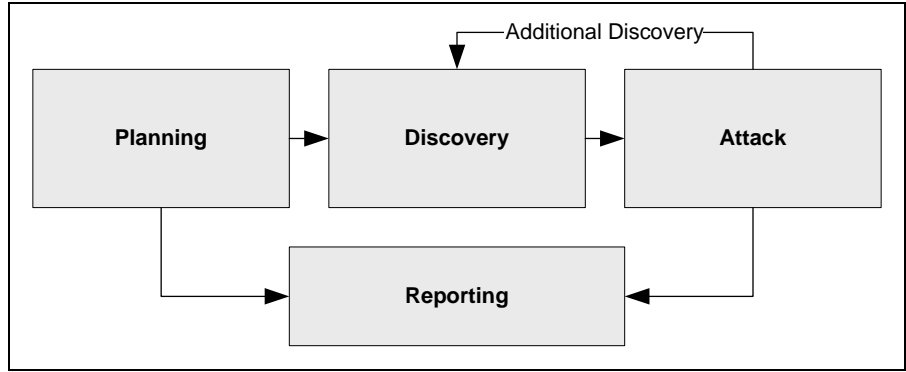 Additional Discovery
Planning
Discovery
Attack
Reporting